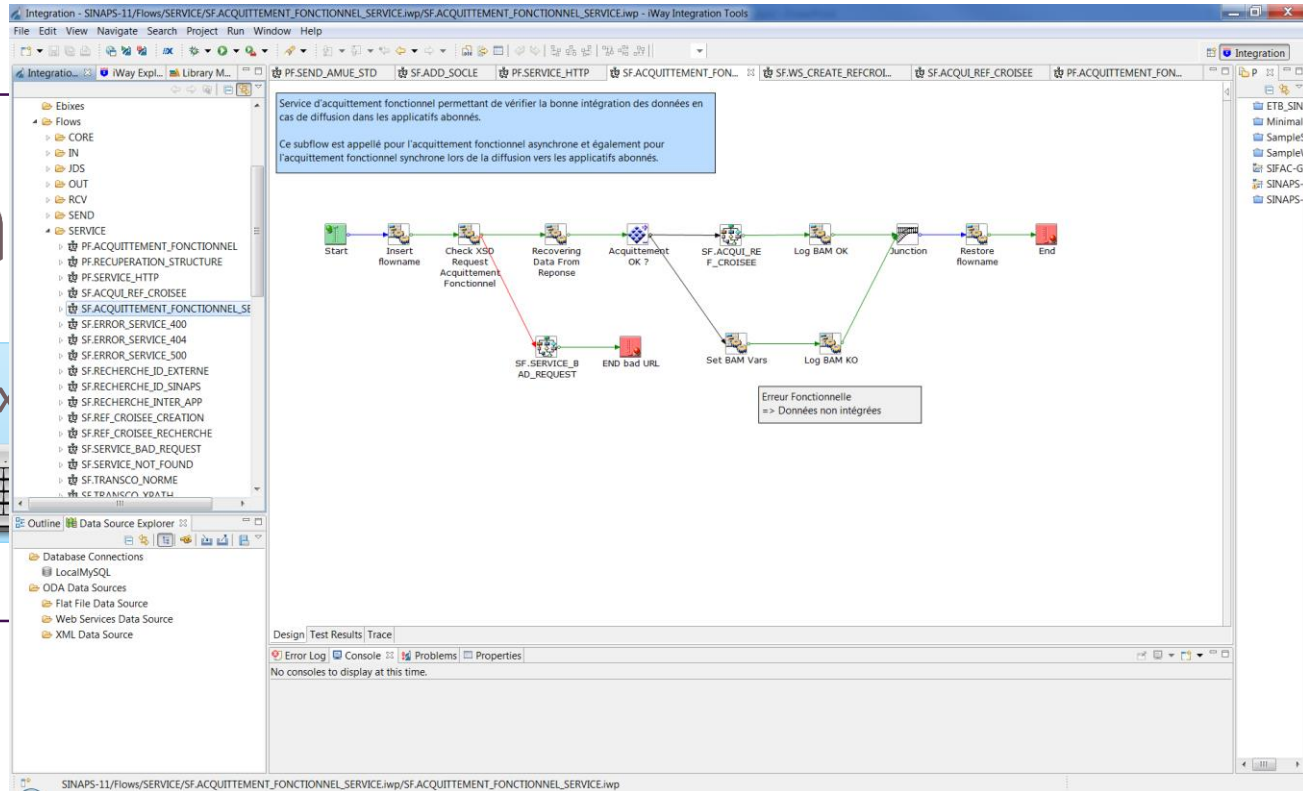 Integration - SINAPS-11/Flows/SERVICE/SF.ACQUITTEMENT_FONCTIONNEL_SERVICE.iwp/SF.ACQUITTEMENT_FONCTIONNEL_SERVICE.iwp - iWay Integration Tools
File Edit View Navigate Search Project Run Window Help
Integration
Integratio... iWay Expl... Library M...
PF.SEND_AMUE_STD SF.ADD_SOCLE PF.SERVICE_HTTP SF.ACQUITTEMENT_FON... SF.WS_CREATE_REFCROI... SF.ACQUI_REF_CROISEE PF.ACQUITTEMENT_FON...
P
Ebixes
Flows
CORE
IN
JDS
OUT
RCV
SEND
SERVICE
PF.ACQUITTEMENT_FONCTIONNEL
PF.RECUPERATION_STRUCTURE
PF.SERVICE_HTTP
SF.ACQUI_REF_CROISEE
SF.ACQUITTEMENT_FONCTIONNEL_SE
SF.ERROR_SERVICE_400
SF.ERROR_SERVICE_404
SF.ERROR_SERVICE_500
SF.RECHERCHE_ID_EXTERNE
SF.RECHERCHE_ID_SINAPS
SF.RECHERCHE_INTER_APP
SF.REF_CROISEE_CREATION
SF.REF_CROISEE_RECHERCHE
SF.SERVICE_BAD_REQUEST
SF.SERVICE_NOT_FOUND
SF.TRANSCO_NORME
SF.TRANSCO_XPATH
Service d'acquittement fonctionnel permettant de vérifier la bonne intégration des données en
cas de diffusion dans les applicatifs abonnés.
Ce subflow est appellé pour l'acquittement fonctionnel asynchrone et également pour
l'acquittement fonctionnel synchrone lors de la diffusion vers les applicatifs abonnés.
Start
Insert
flowname
Check XSD
Request
Acquittement
Fonctionnel
Recovering
Data From
Reponse
Acquittement
OK ?
SF.ACQUI_RE
F_CROISEE
Log BAM OK
Junction
Restore
flowname
End
SF.SERVICE_B
AD_REQUEST
END bad URL
Set BAM Vars
Log BAM KO
Erreur Fonctionnelle
=> Données non intégrées
ETB_SIN
Minimal
SampleS
Sample
SIFAC-G
SINAPS-
SINAPS-
Outline Data Source Explorer
Database Connections
LocalMySQL
ODA Data Sources
Flat File Data Source
Web Services Data Source
XML Data Source
Design Test Results Trace
Error Log Console Problems Properties
No consoles to display at this time.
SINAPS-11/Flows/SERVICE/SF.ACQUITTEMENT_FONCTIONNEL_SERVICE.iwp/SF.ACQUITTEMENT_FONCTIONNEL_SERVICE.iwp